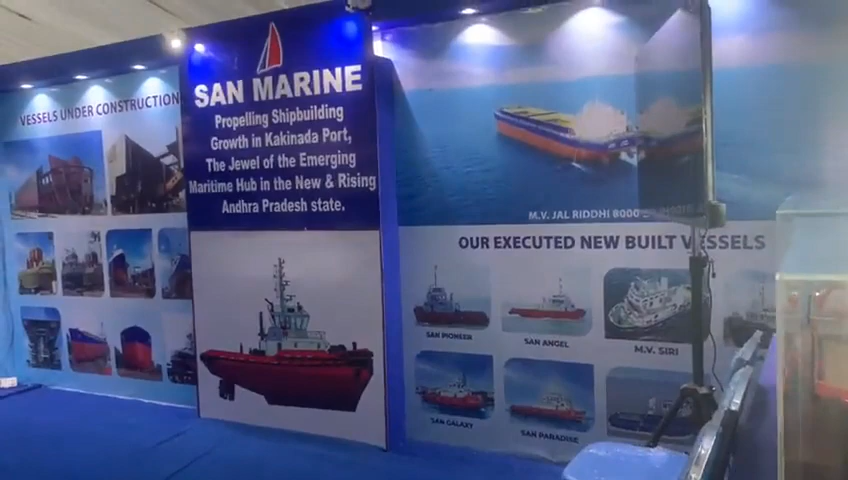 VESSELS UNDER CONSTRUCTION
SAN MARINE
Propelling Shipbuilding
Growth in Kakinada Port,
The Jewel of the Emerging
Maritime Hub in the New & Rising
Andhra Pradesh state.
M.V. JAL RIDDHI 8000
OUR EXECUTED NEW BUILT VESSELS
SAN PIONEER
SAN ANGEL
M.V. SIRI
SAN GALAXY
SAN PARADISE